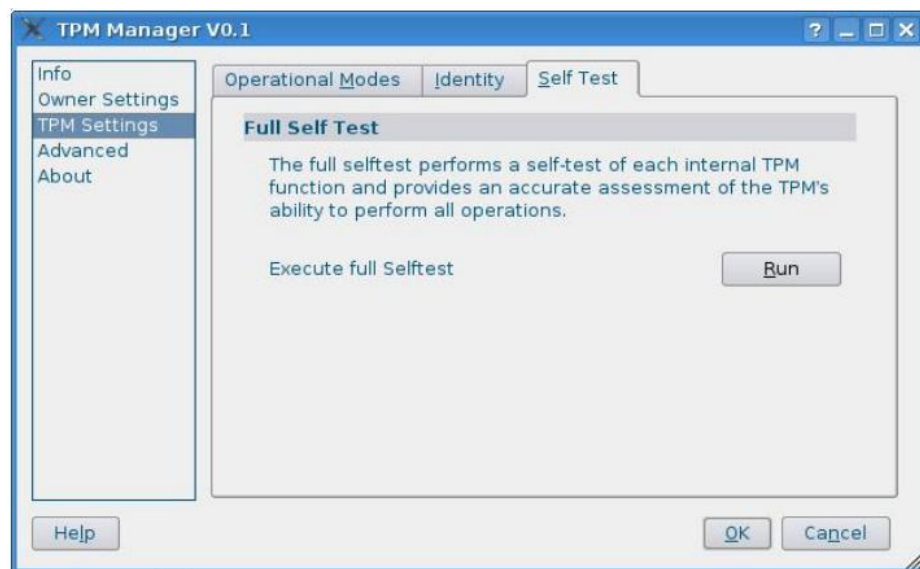 TPM Manager V0.1
Info
Owner Settings
TPM Settings
Advanced
About
Operational Modes
Identity
Self Test
Full Self Test
The full selftest performs a self-test of each internal TPM
function and provides an accurate assessment of the TPM's
ability to perform all operations.
Execute full Selftest
Run
Help
OK
Cancel